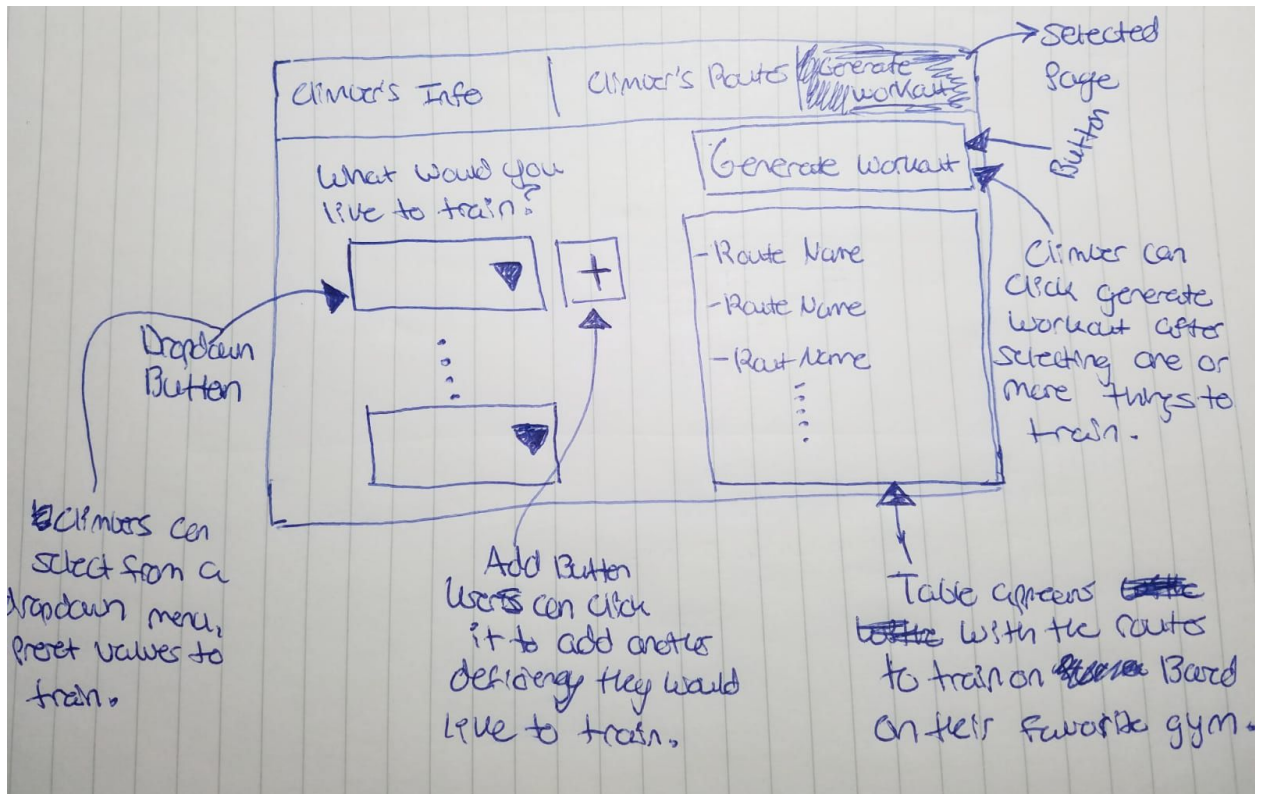 Climber's Info
Climber's Routes
Generate
Workout
Selected
Page
Button
What would you
like to train?
Generate Workout
+
-Route Name
-Route Name
-Rout Name
Dropdown
Button
Climber can
Click generate
workout after
selecting one or
more things to
train.
Climbers can
select from a
dropdown menu,
preset values to
train.
Add Button
Users can click
it to add another
deficiency they would
like to train.
Table appears
with the routes
to train on Board
on their favorite gym.